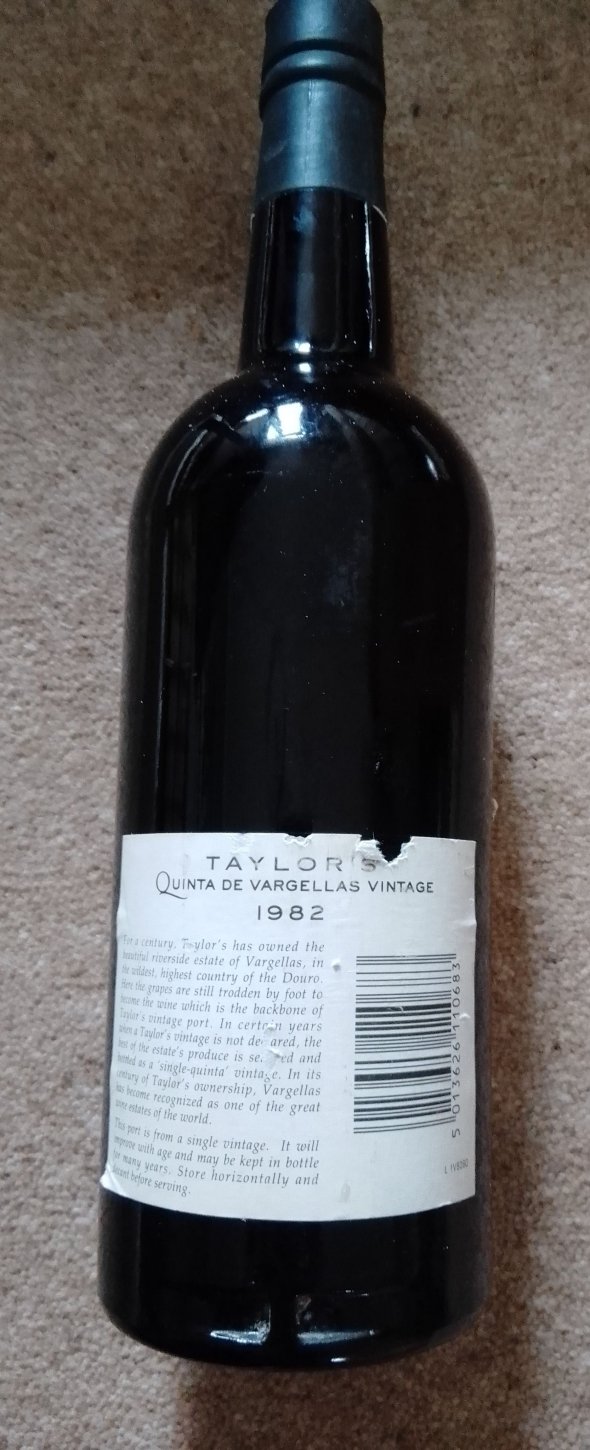 TAYLOR'S
QUINTA DE VARGELLAS VINTAGE
1982
For a century, Taylor's has owned the
beautiful riverside estate of Vargellas, in
the wildest, highest country of the Douro.
Here the grapes are still trodden by foot to
become the wine which is the backbone of
Taylor's vintage port. In certain years
when a Taylor's vintage is not declared, the
best of the estate's produce is and
as a 'single-quinta' vintage. In its
century of Taylor's ownership, Vargellas
has become recognized as one of the great
wine estates of the world.
This port is from a single vintage. It will
improve with age and may be kept in bottle
for many years. Store horizontally and
decant before serving.
5 013626 110683